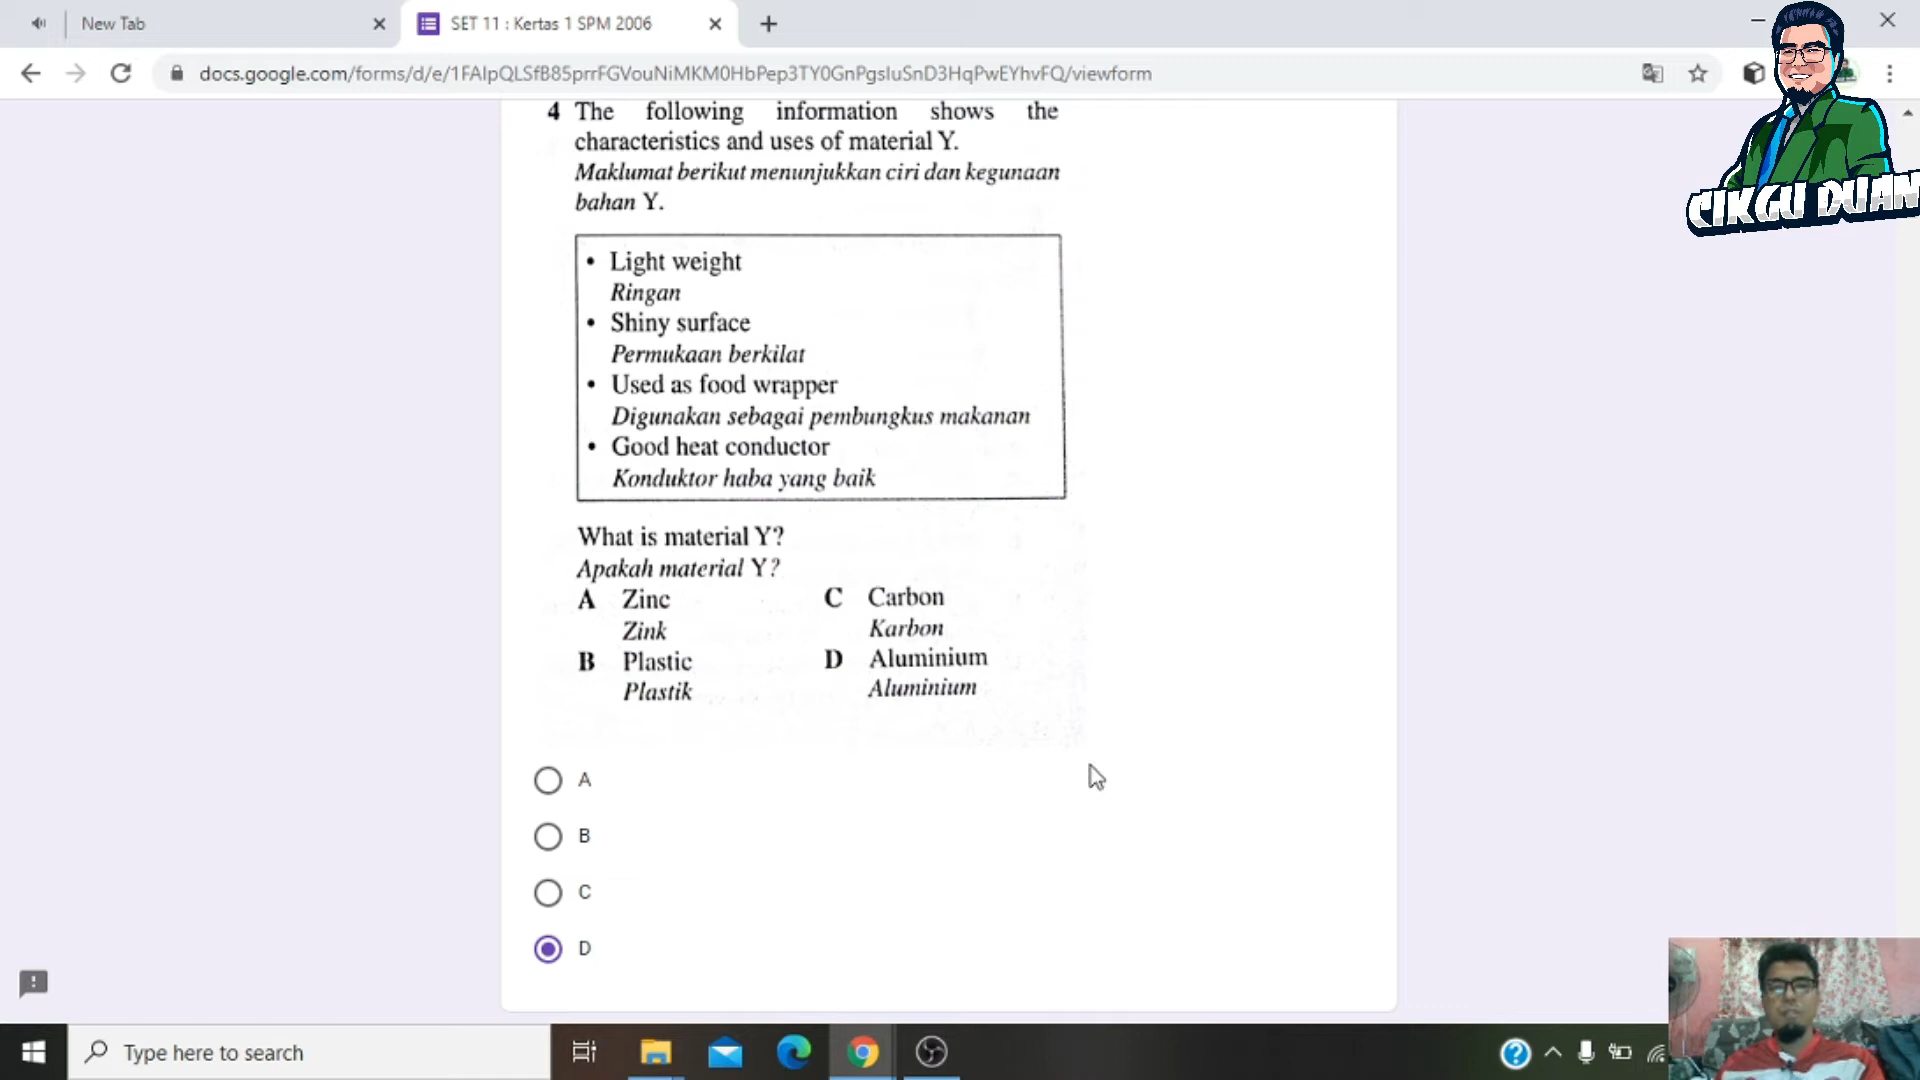 New Tab
SET 11 : Kertas 1 SPM 2006
docs.google.com/forms/d/e/1FAIpQLSfB85prrFGVouNiMKM0HbPep3TY0GnPgsIuSnD3HqPwEYhvFQ/viewform
CIKGU DUAN
4 The following information shows the
characteristics and uses of material Y.
Maklumat berikut menunjukkan ciri dan kegunaan
bahan Y.
• Light weight
Ringan
• Shiny surface
Permukaan berkilat
• Used as food wrapper
Digunakan sebagai pembungkus makanan
• Good heat conductor
Konduktor haba yang baik
What is material Y?
Apakah material Y?
A Zinc C Carbon
Zink Karbon
B Plastic D Aluminium
Plastik Aluminium
A
B
C
D
Type here to search